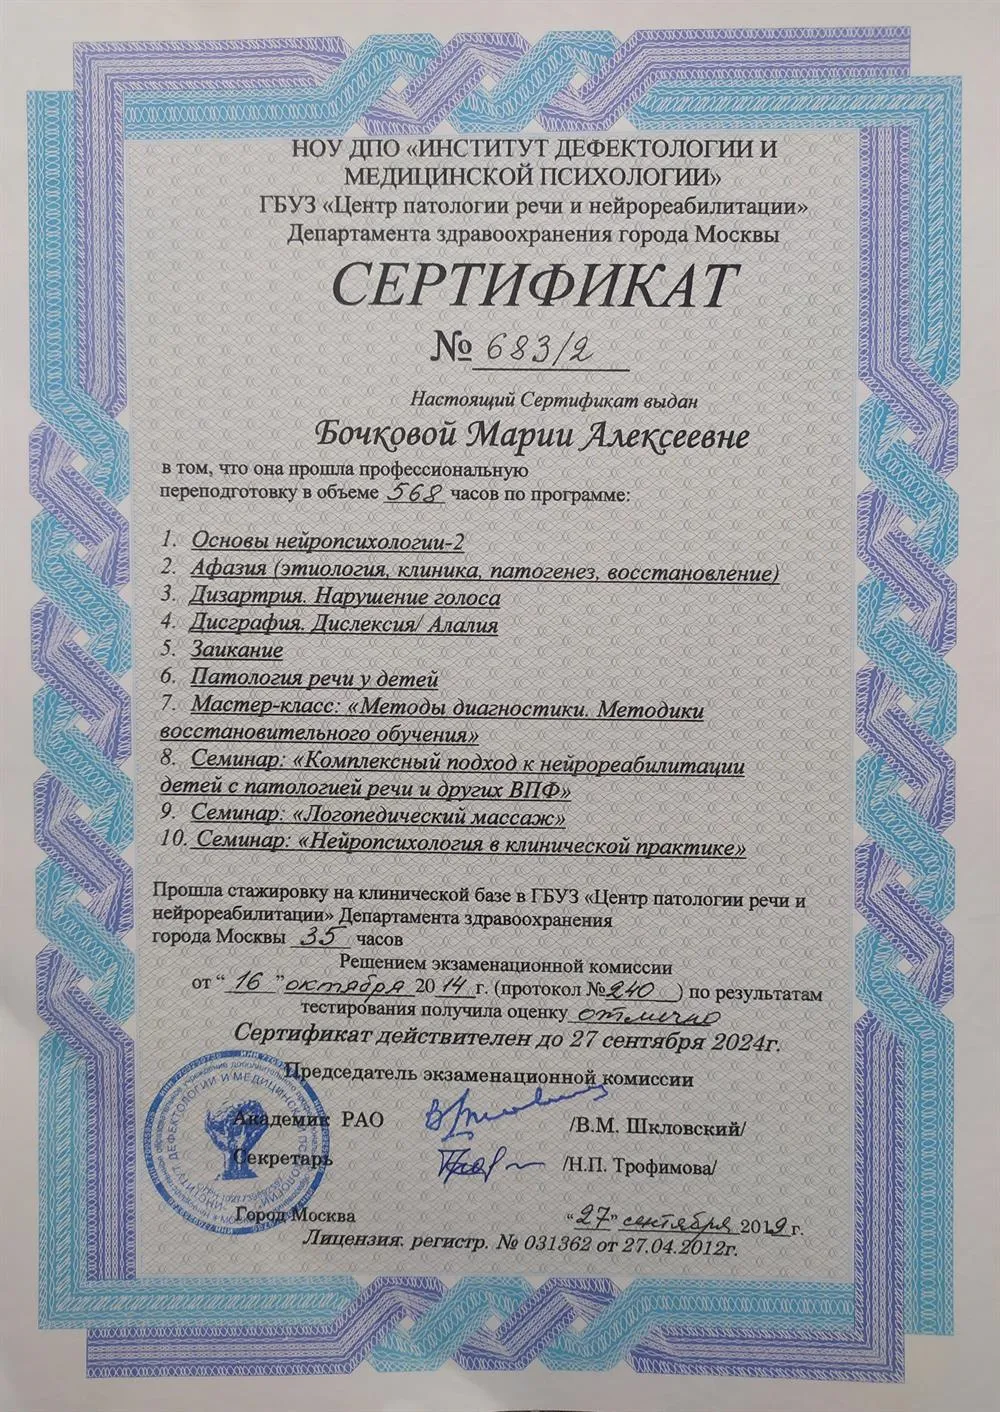 НОУ ДПО «ИНСТИТУТ ДЕФЕКТОЛОГИИ И
МЕДИЦИНСКОЙ ПСИХОЛОГИИ»
ГБУЗ «Центр патологии речи и нейрореабилитации»
Департамента здравоохранения города Москвы
СЕРТИФИКАТ
№ 683/2
Настоящий Сертификат выдан
Бочковой Марии Алексеевне
в том, что она прошла профессиональную
переподготовку в объеме 568 часов по программе:
1. Основы нейропсихологии-2
2. Афазия (этиология, клиника, патогенез, восстановление)
3. Дизартрия. Нарушение голоса
4. Дисграфия. Дислексия/ Алалия
5. Заикание
6. Патология речи у детей
7. Мастер-класс: «Методы диагностики. Методики
восстановительного обучения»
8. Семинар: «Комплексный подход к нейрореабилитации
детей с патологией речи и других ВПФ»
9. Семинар: «Логопедический массаж»
10. Семинар: «Нейропсихология в клинической практике»
Прошла стажировку на клинической базе в ГБУЗ «Центр патологии речи и
нейрореабилитации» Департамента здравоохранения
города Москвы 35 часов
Решением экзаменационной комиссии
от “ 16 ” октября 2014 г. (протокол № 240 ) по результатам
тестирования получила оценку отлично
Сертификат действителен до 27 сентября 2024г.
Председатель экзаменационной комиссии
Академик РАО /В.М. Шкловский/
Секретарь /Н.П. Трофимова/
Город Москва “27” сентября 2019 г.
Лицензия. регистр. № 031362 от 27.04.2012г.